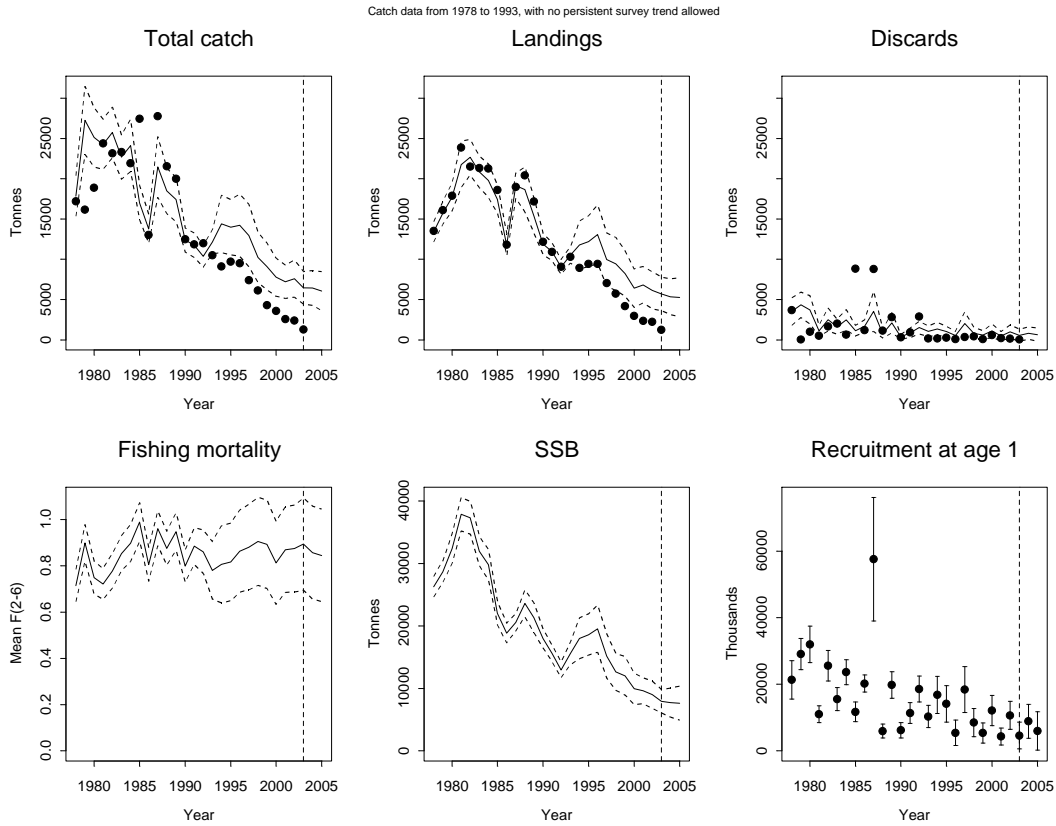 Catch data from 1978 to 1993, with no persistent survey trend allowed
Total catch
Tonnes
0 5000 15000 25000
1980 1985 1990 1995 2000 2005
Year
Landings
Tonnes
0 5000 15000 25000
1980 1985 1990 1995 2000 2005
Year
Discards
Tonnes
0 5000 15000 25000
1980 1985 1990 1995 2000 2005
Year
Fishing mortality
Mean F(2-6)
0.0 0.2 0.4 0.6 0.8 1.0
1980 1985 1990 1995 2000 2005
Year
SSB
Tonnes
0 10000 20000 30000 40000
1980 1985 1990 1995 2000 2005
Year
Recruitment at age 1
Thousands
0 20000 40000 60000
1980 1985 1990 1995 2000 2005
Year